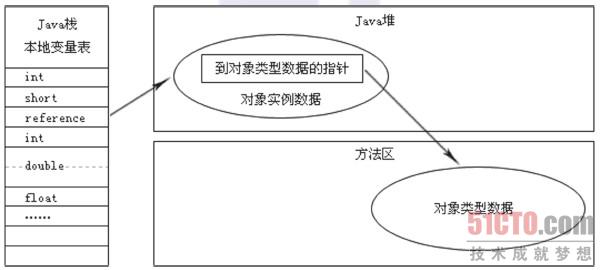 Java栈
本地变量表
int
short
reference
int
double
float
……
Java堆
到对象类型数据的指针
对象实例数据
方法区
对象类型数据
51CTO.com
技术成就梦想